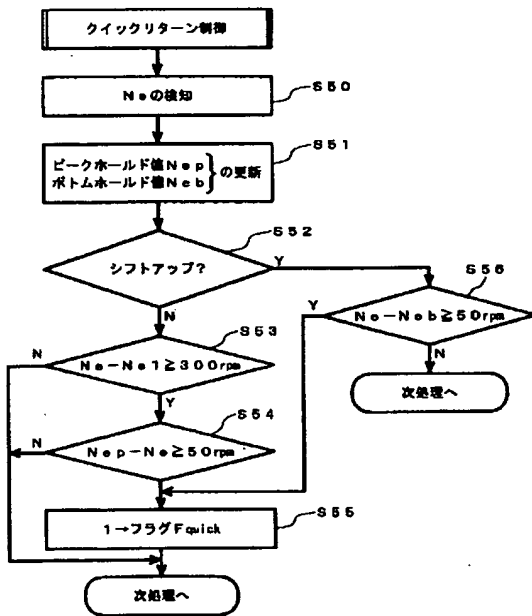 クイックリターン制御
S50
Neの検知
S51
ピークホールド値Nep
ボトムホールド値Neb
の更新
S52
シフトアップ?
Y
N
S56
Ne−Neb≧50rpm
Y
N
次処理へ
S53
Ne−Ne1≧300rpm
N
Y
S54
Nep−Ne≧50rpm
N
Y
S55
1→フラグFquick
次処理へ